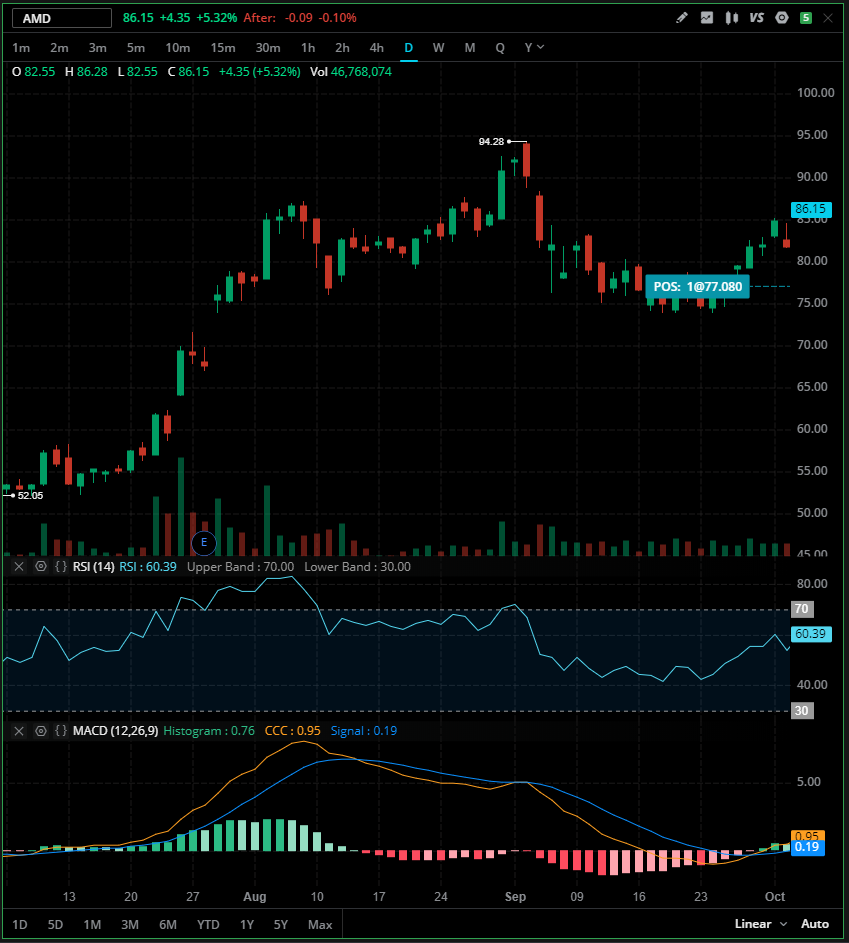 AMD 86.15 +4.35 +5.32% After: -0.09 -0.10% VS S
1m 2m 3m 5m 10m 15m 30m 1h 2h 4h D W M Q Y
O 82.55 H 86.28 L 82.55 C 86.15 +4.35 (+5.32%) Vol 46,768,074
100.00
95.00
94.28
90.00
86.15
85.00
80.00
POS: 1@77.080
75.00
70.00
65.00
60.00
55.00
52.05
50.00
E
45.00
{} RSI (14) RSI : 60.39 Upper Band : 70.00 Lower Band : 30.00
80.00
70
60.39
40.00
30
{} MACD (12,26,9) Histogram : 0.76 CCC : 0.95 Signal : 0.19
5.00
0.95
0.19
13 20 27 Aug 10 17 24 Sep 09 16 23 Oct
1D 5D 1M 3M 6M YTD 1Y 5Y Max Linear Auto